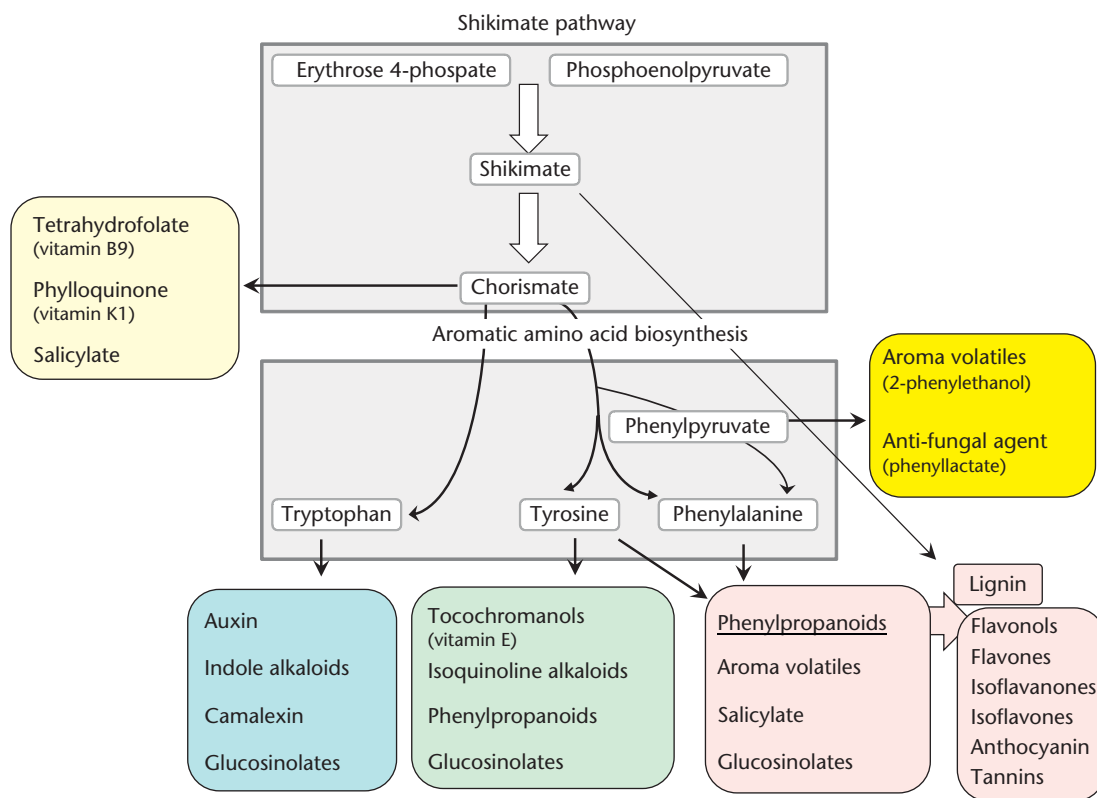 Shikimate pathway
Erythrose 4-phospate
Phosphoenolpyruvate
Shikimate
Chorismate
Tetrahydrofolate
(vitamin B9)
Phylloquinone
(vitamin K1)
Salicylate
Aromatic amino acid biosynthesis
Phenylpyruvate
Aroma volatiles
(2-phenylethanol)
Anti-fungal agent
(phenyllactate)
Tryptophan
Tyrosine
Phenylalanine
Auxin
Indole alkaloids
Camalexin
Glucosinolates
Tocochromanols
(vitamin E)
Isoquinoline alkaloids
Phenylpropanoids
Glucosinolates
Phenylpropanoids
Aroma volatiles
Salicylate
Glucosinolates
Lignin
Flavonols
Flavones
Isoflavanones
Isoflavones
Anthocyanin
Tannins